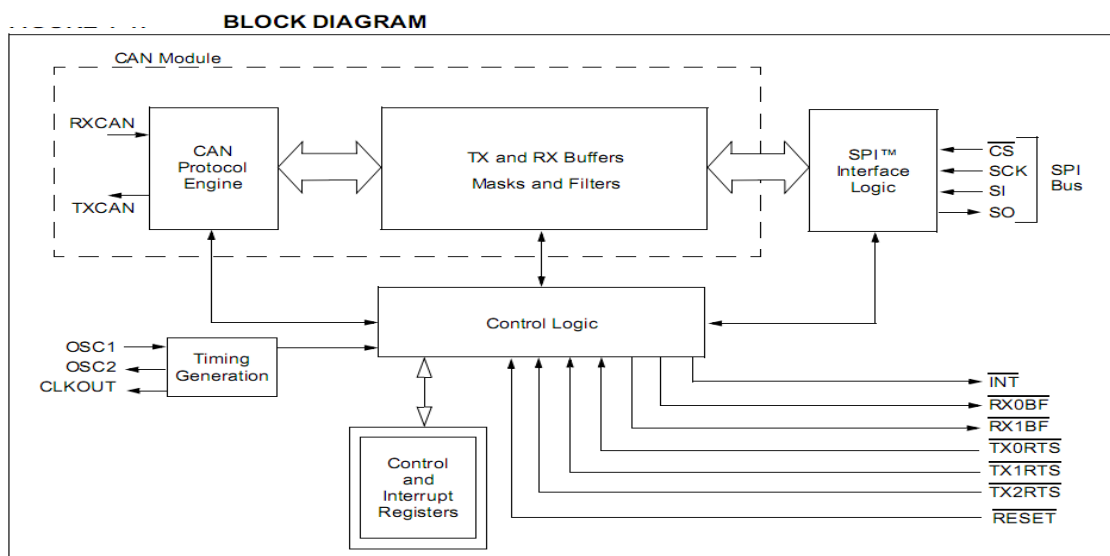 BLOCK DIAGRAM
CAN Module
RXCAN
TXCAN
CAN
Protocol
Engine
TX and RX Buffers
Masks and Filters
SPI™
Interface
Logic
CS
SCK
SI
SO
SPI
Bus
Control Logic
OSC1
OSC2
CLKOUT
Timing
Generation
Control
and
Interrupt
Registers
INT
RX0BF
RX1BF
TX0RTS
TX1RTS
TX2RTS
RESET